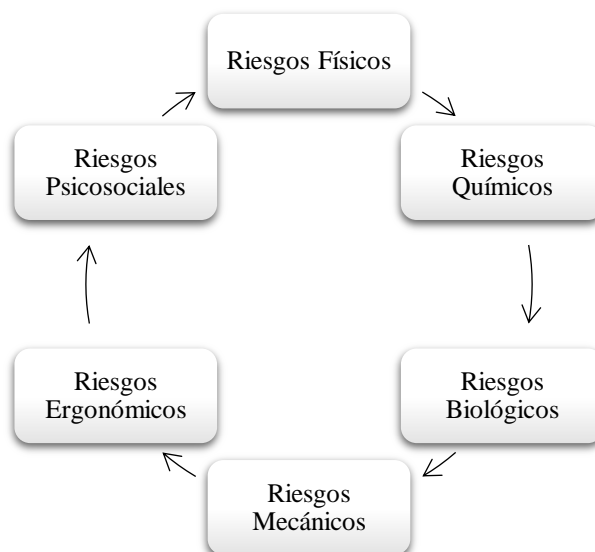 Riesgos Físicos
Riesgos
Químicos
Riesgos
Biológicos
Riesgos
Mecánicos
Riesgos
Ergonómicos
Riesgos
Psicosociales